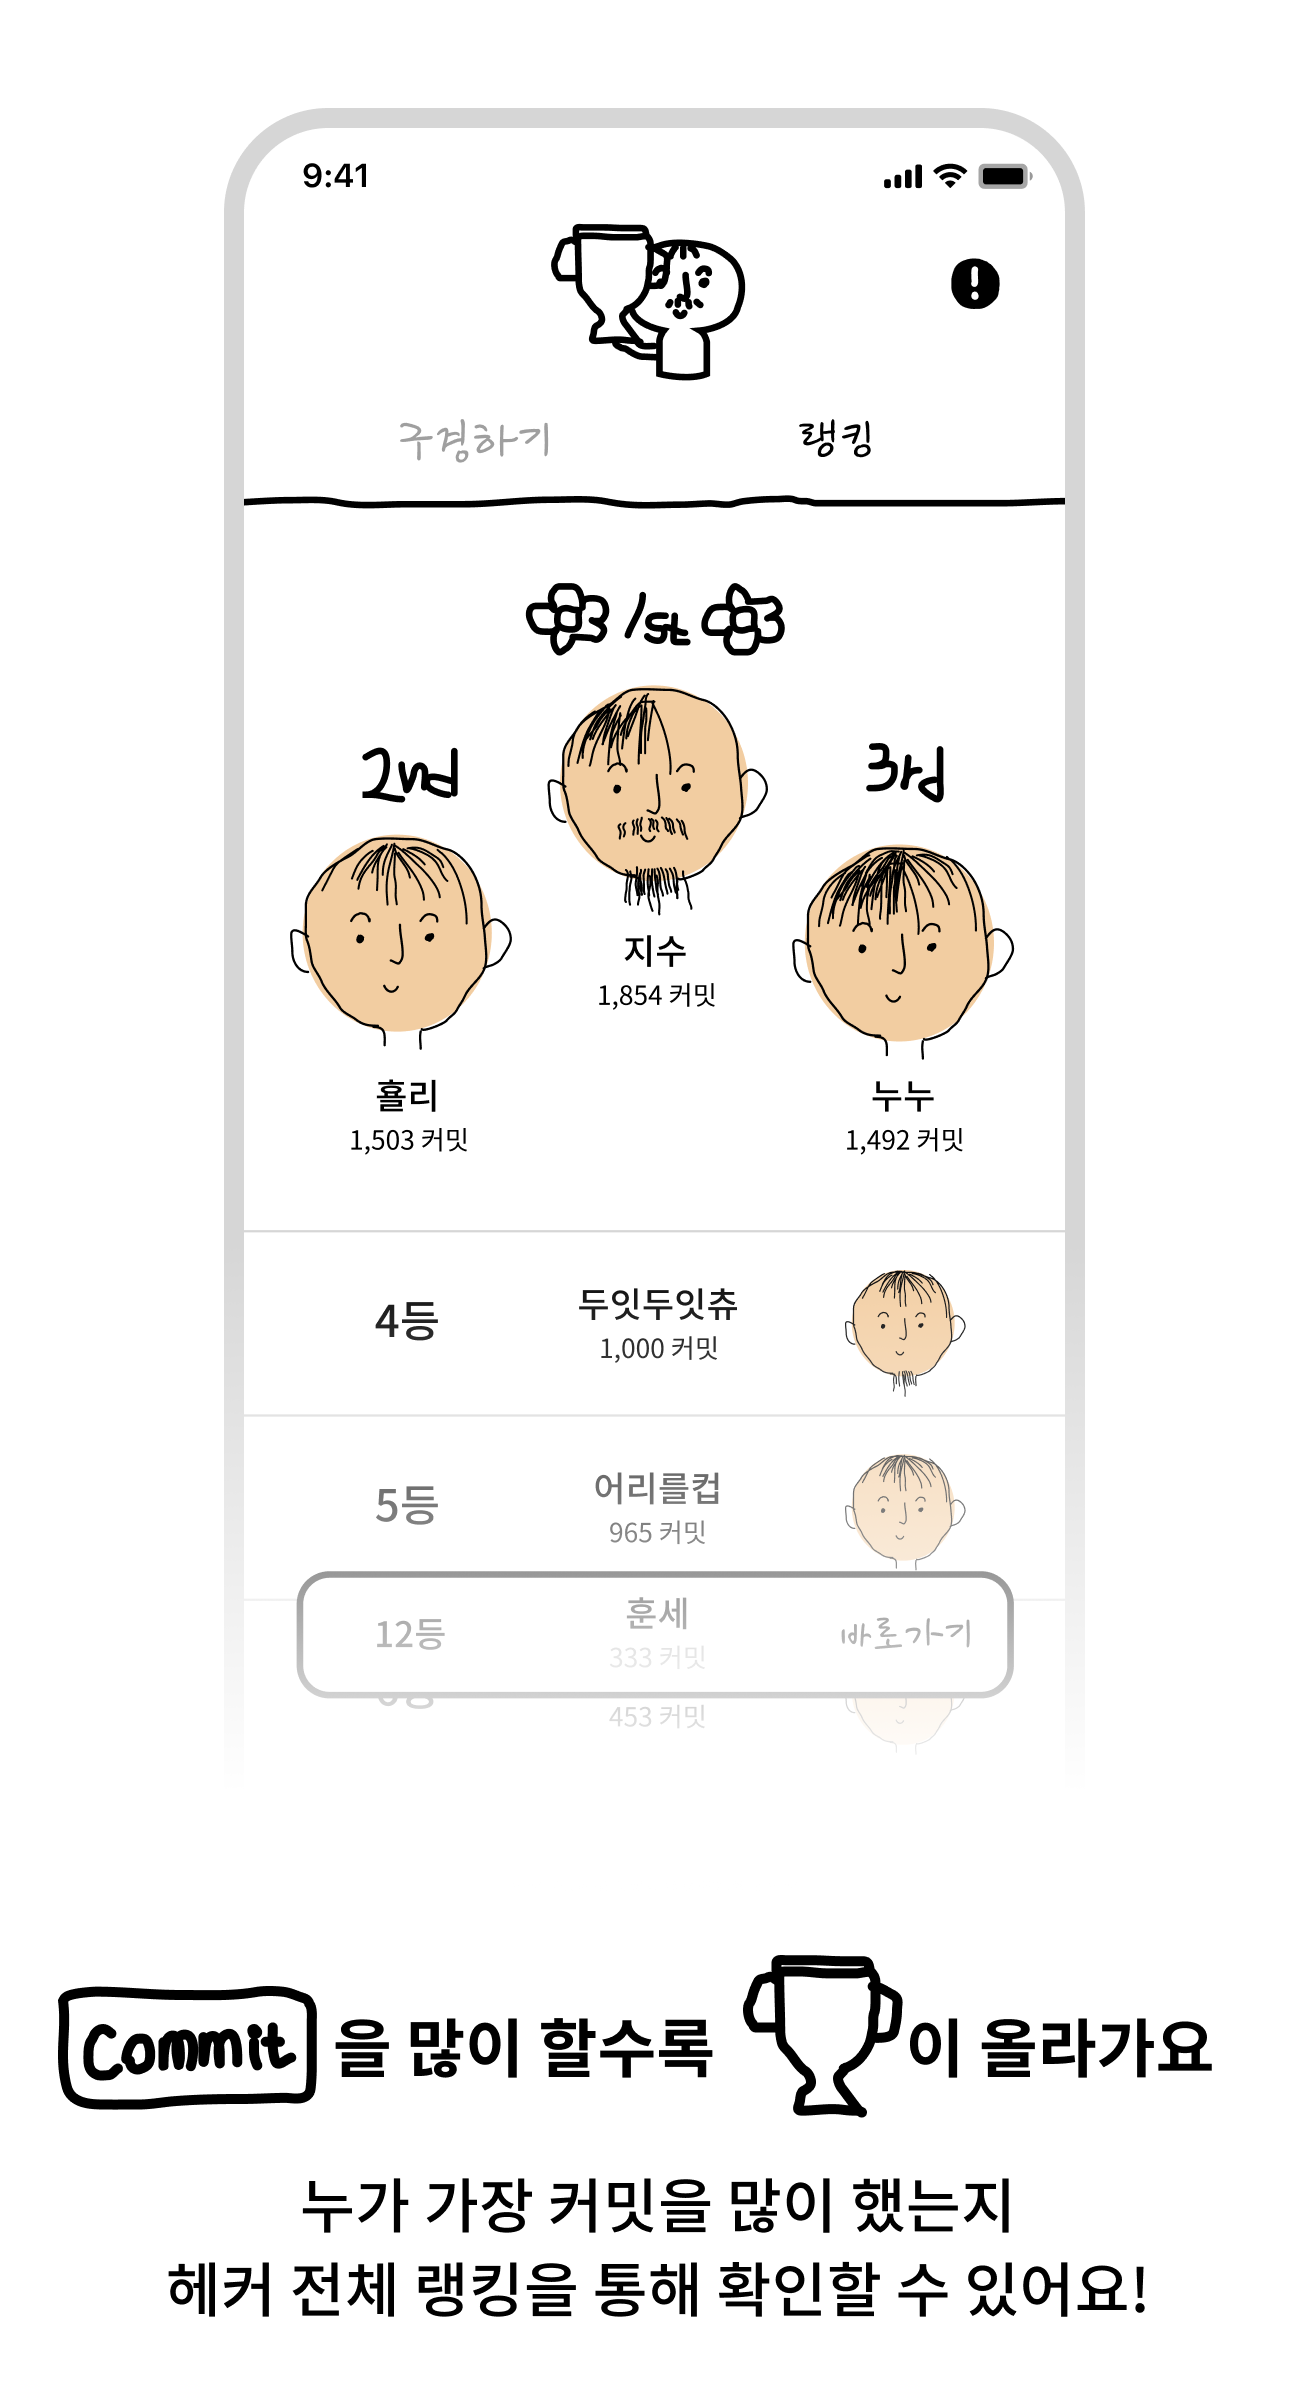 9:41
구경하기 랭킹
1st
2nd
3rd
지수
1,854 커밋
횰리
1,503 커밋
누누
1,492 커밋
4등
두잇두잇츄
1,000 커밋
5등
어리를컵
965 커밋
12등
훈세
333 커밋
바로가기
453 커밋
Commit 을 많이 할수록 이 올라가요
누가 가장 커밋을 많이 했는지
헤커 전체 랭킹을 통해 확인할 수 있어요!